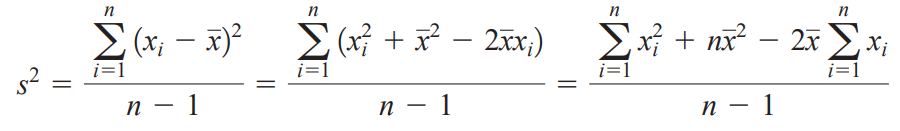 s² = \frac{\sum_{i=1}^{n} (x_i - \bar{x})^2}{n - 1} = \frac{\sum_{i=1}^{n} (x_i^2 + \bar{x}^2 - 2\bar{x}x_i)}{n - 1} = \frac{\sum_{i=1}^{n} x_i^2 + n\bar{x}^2 - 2\bar{x} \sum_{i=1}^{n} x_i}{n - 1}